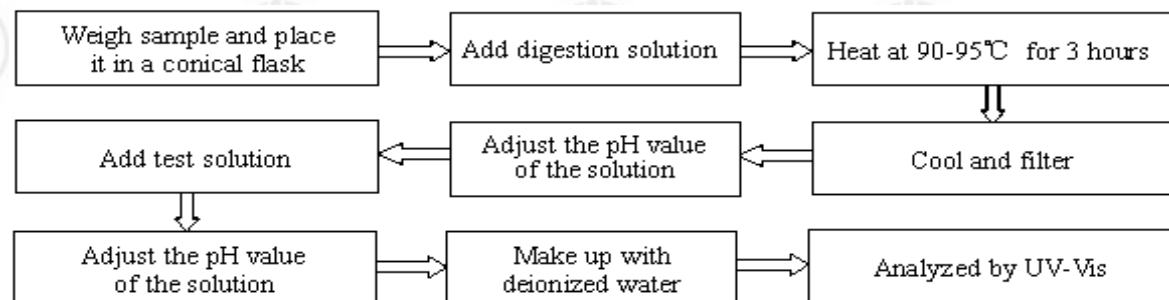 Weigh sample and place
it in a conical flask
Add digestion solution
Heat at 90-95℃ for 3 hours
Cool and filter
Adjust the pH value
of the solution
Add test solution
Adjust the pH value
of the solution
Make up with
deionized water
Analyzed by UV-Vis